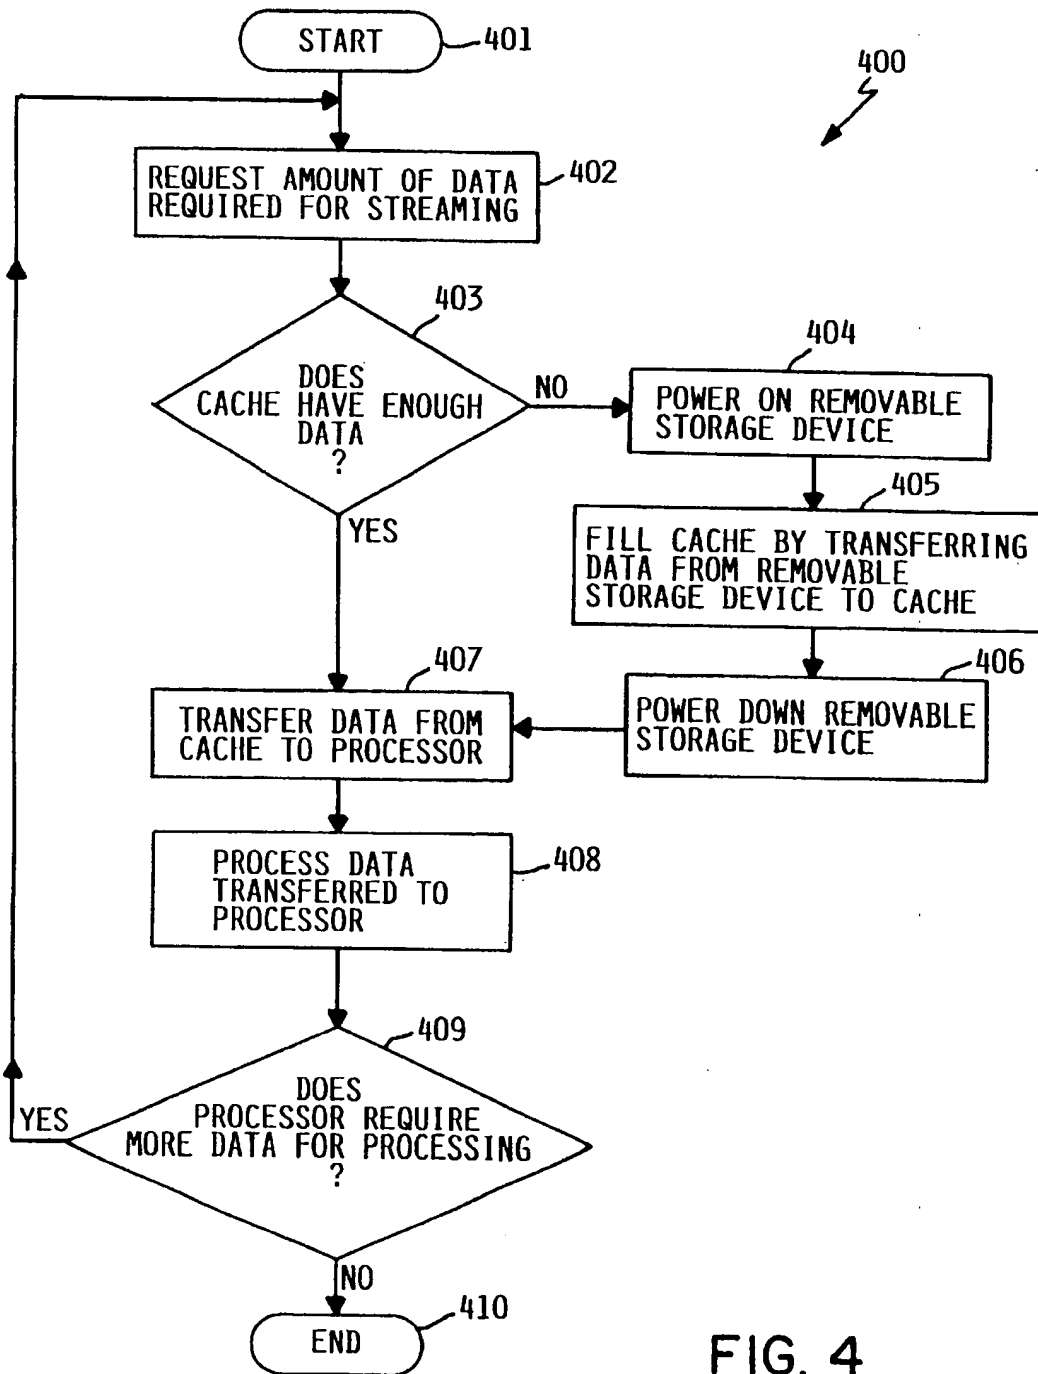 START
401
400
REQUEST AMOUNT OF DATA
REQUIRED FOR STREAMING
402
403
DOES
CACHE HAVE ENOUGH
DATA
?
NO
YES
404
POWER ON REMOVABLE
STORAGE DEVICE
405
FILL CACHE BY TRANSFERRING
DATA FROM REMOVABLE
STORAGE DEVICE TO CACHE
406
POWER DOWN REMOVABLE
STORAGE DEVICE
407
TRANSFER DATA FROM
CACHE TO PROCESSOR
PROCESS DATA
TRANSFERRED TO
PROCESSOR
408
409
DOES
PROCESSOR REQUIRE
MORE DATA FOR PROCESSING
?
YES
NO
END
410
FIG. 4